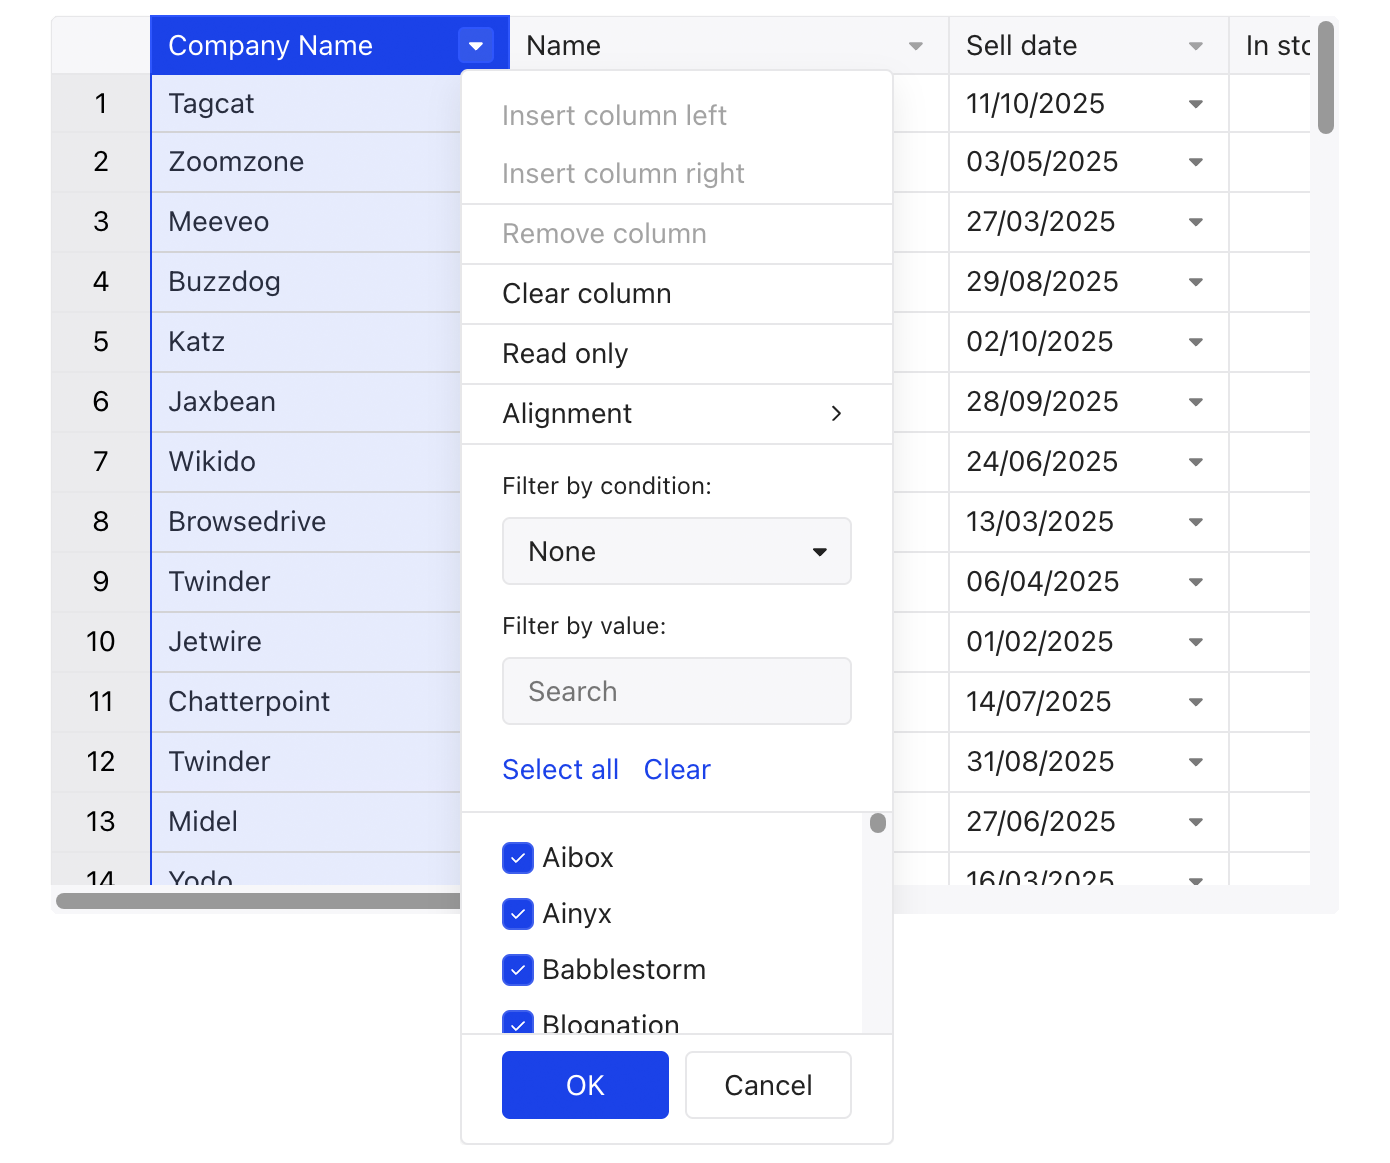 Company Name Name Sell date In sto
1 Tagcat 11/10/2025
2 Zoomzone 03/05/2025
3 Meeveo 27/03/2025
4 Buzzdog 29/08/2025
5 Katz 02/10/2025
6 Jaxbean 28/09/2025
7 Wikido 24/06/2025
8 Browsedrive 13/03/2025
9 Twinder 06/04/2025
10 Jetwire 01/02/2025
11 Chatterpoint 14/07/2025
12 Twinder 31/08/2025
13 Midel 27/06/2025
14 Yodo 16/03/2025
Insert column left
Insert column right
Remove column
Clear column
Read only
Alignment
Filter by condition:
None
Filter by value:
Search
Select all Clear
Aibox
Ainyx
Babblestorm
Blognation
OK Cancel